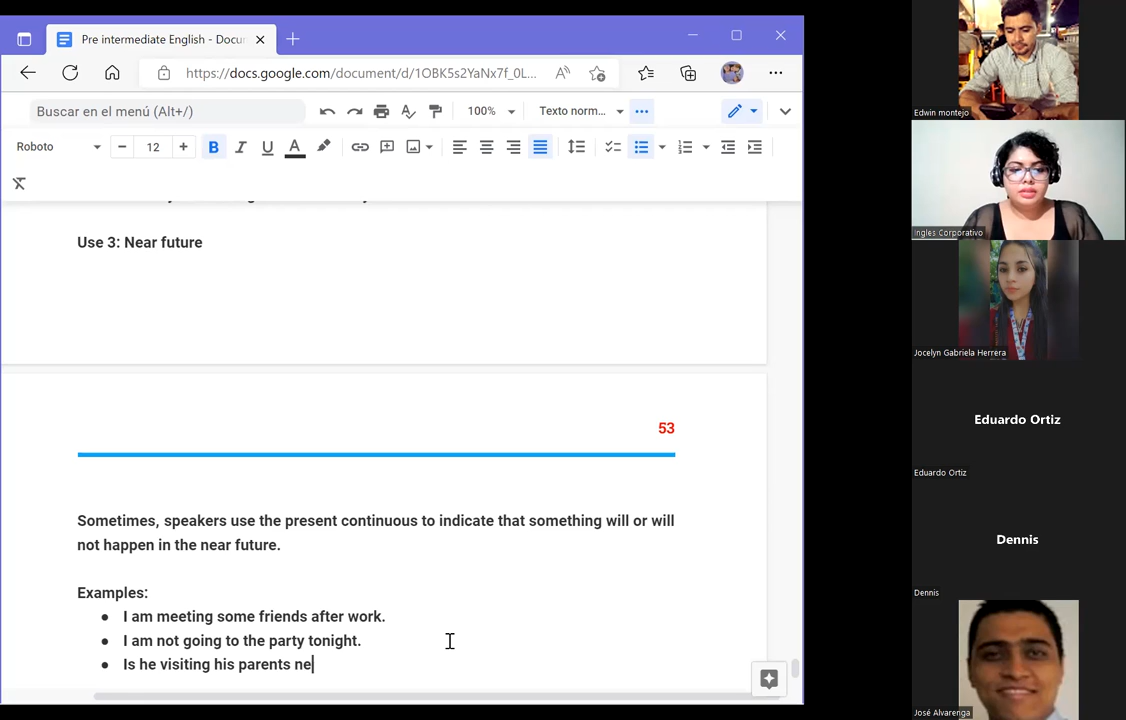 Pre intermediate English - Docu
https://docs.google.com/document/d/1OBK5s2YaNx7f_0L...
Buscar en el menú (Alt+/)
100%
Texto norm...
Roboto
12
Use 3: Near future
53
Sometimes, speakers use the present continuous to indicate that something will or will
not happen in the near future.
Examples:
● I am meeting some friends after work.
● I am not going to the party tonight.
● Is he visiting his parents ne
Edwin montejo
Ingles Corporativo
Jocelyn Gabriela Herrera
Eduardo Ortiz
Eduardo Ortiz
Dennis
Dennis
José Alvarenga